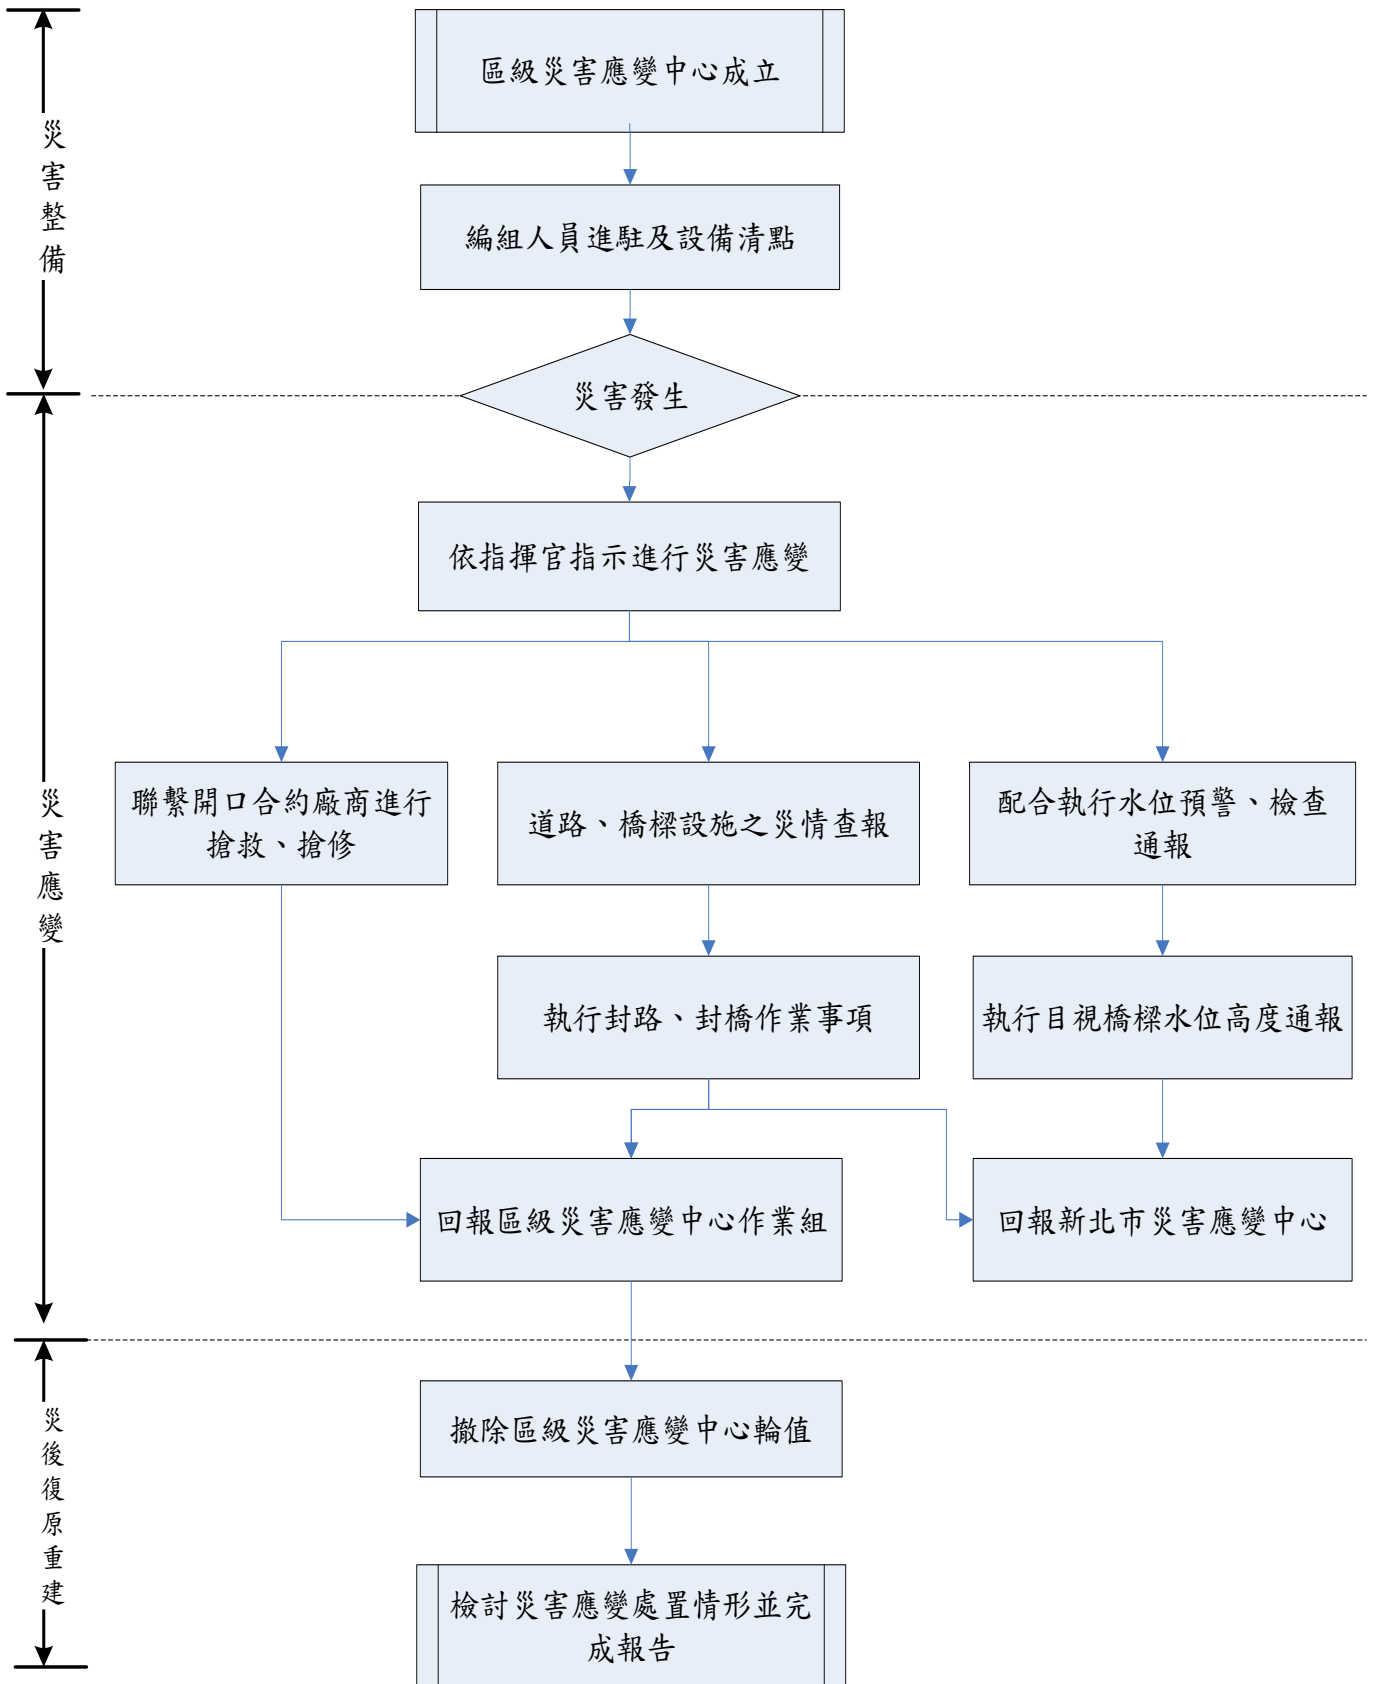 區級災害應變中心成立
災害整備
編組人員進駐及設備清點
災害發生
依指揮官指示進行災害應變
災害應變
聯繫開口合約廠商進行
搶救、搶修
道路、橋樑設施之災情查報
配合執行水位預警、檢查
通報
執行封路、封橋作業事項
執行目視橋樑水位高度通報
回報區級災害應變中心作業組
回報新北市災害應變中心
災後復原重建
撤除區級災害應變中心輪值
檢討災害應變處置情形並完
成報告